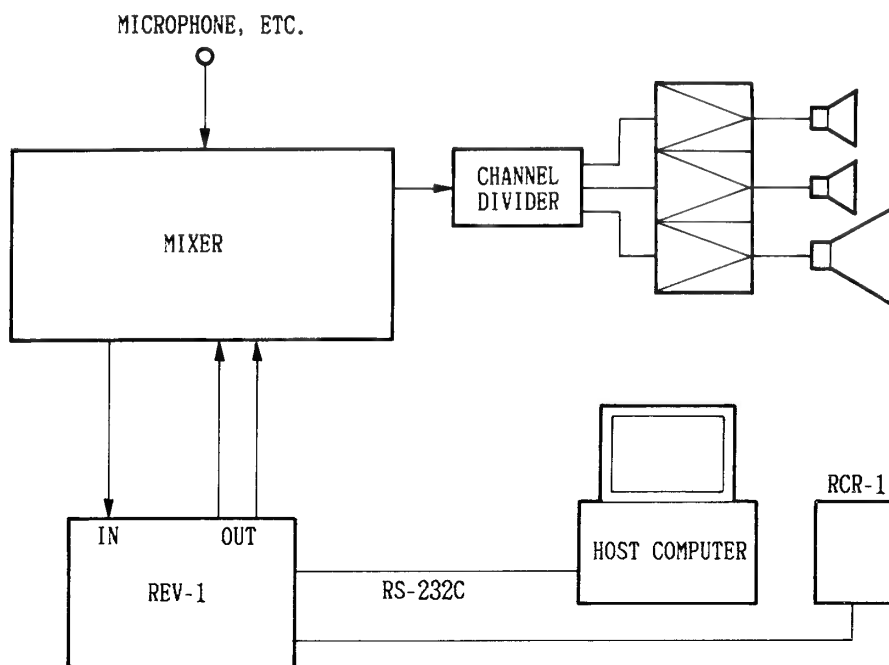 MICROPHONE, ETC.
MIXER
CHANNEL
DIVIDER
IN
OUT
REV-1
RS-232C
HOST COMPUTER
RCR-1